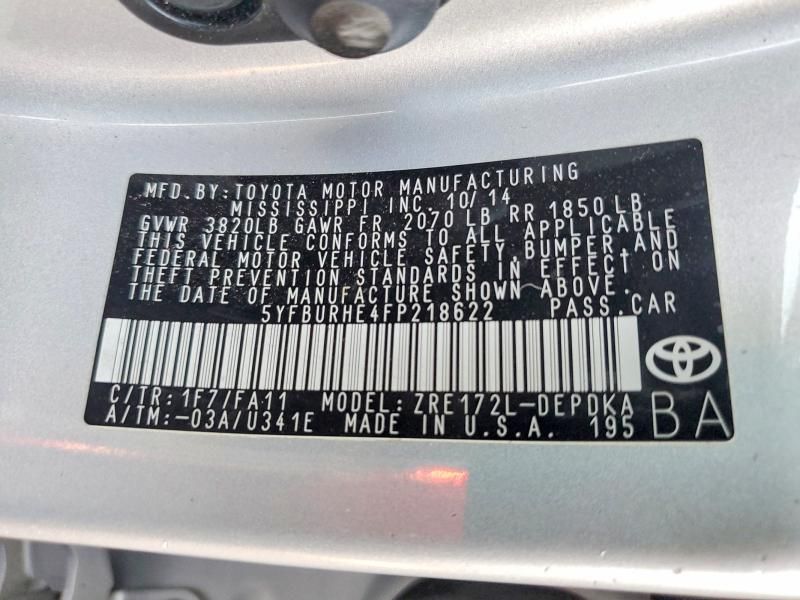 MFD. BY: TOYOTA MOTOR MANUFACTURING
MISSISSIPPI INC. 10/14
GVWR 3820LB GAWR FR 2070 LB RR 1850 LB
THIS VEHICLE CONFORMS TO ALL APPLICABLE
FEDERAL MOTOR VEHICLE SAFETY, BUMPER, AND
THEFT PREVENTION STANDARDS IN EFFECT ON
THE DATE OF MANUFACTURE SHOWN ABOVE.
5YFBURHE4FP218622 PASS. CAR
C/TR: 1F7/FA11 MODEL: ZRE172L-DEPDKA
A/TM: -03A/U341E MADE IN U.S.A. 195
BA